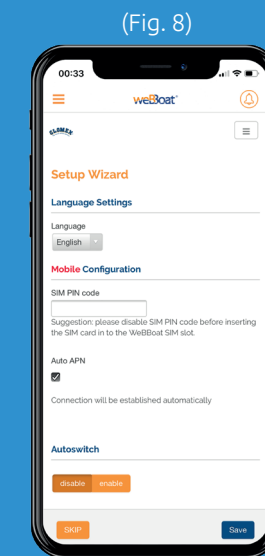 (Fig. 8)
00:33
weBBoat
GLOMEX
Setup Wizard
Language Settings
Language
English
Mobile Configuration
SIM PIN code
Suggestion: please disable SIM PIN code before inserting
the SIM card in to the WeBBoat SIM slot.
Auto APN
Connection will be established automatically
Autoswitch
disable enable
SKIP Save